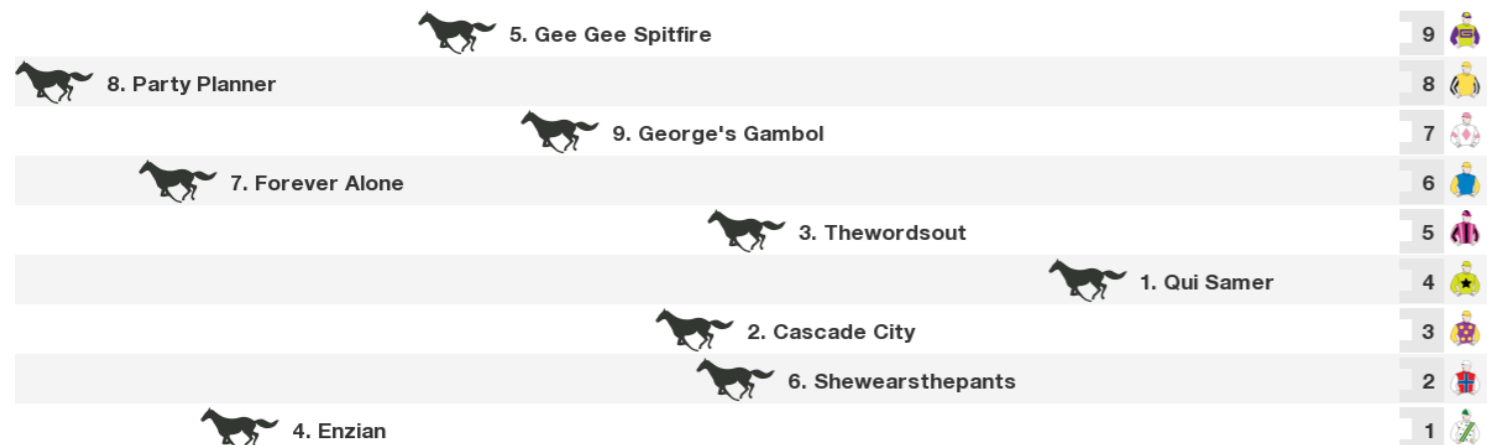 5. Gee Gee Spitfire 9
8. Party Planner 8
9. George's Gambol 7
7. Forever Alone 6
3. Thewordsout 5
1. Qui Samer 4
2. Cascade City 3
6. Shewearsthepants 2
4. Enzian 1